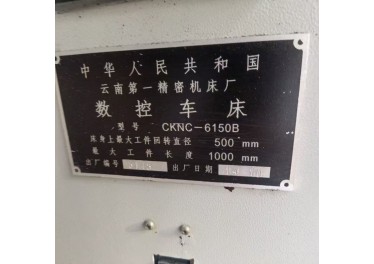 中华人民共和国
云南第一精密机床厂
数控车床
型号 CKNC-6150B
床身上最大工件回转直径 500 mm
最大工件长度 1000 mm
出厂编号 出厂日期